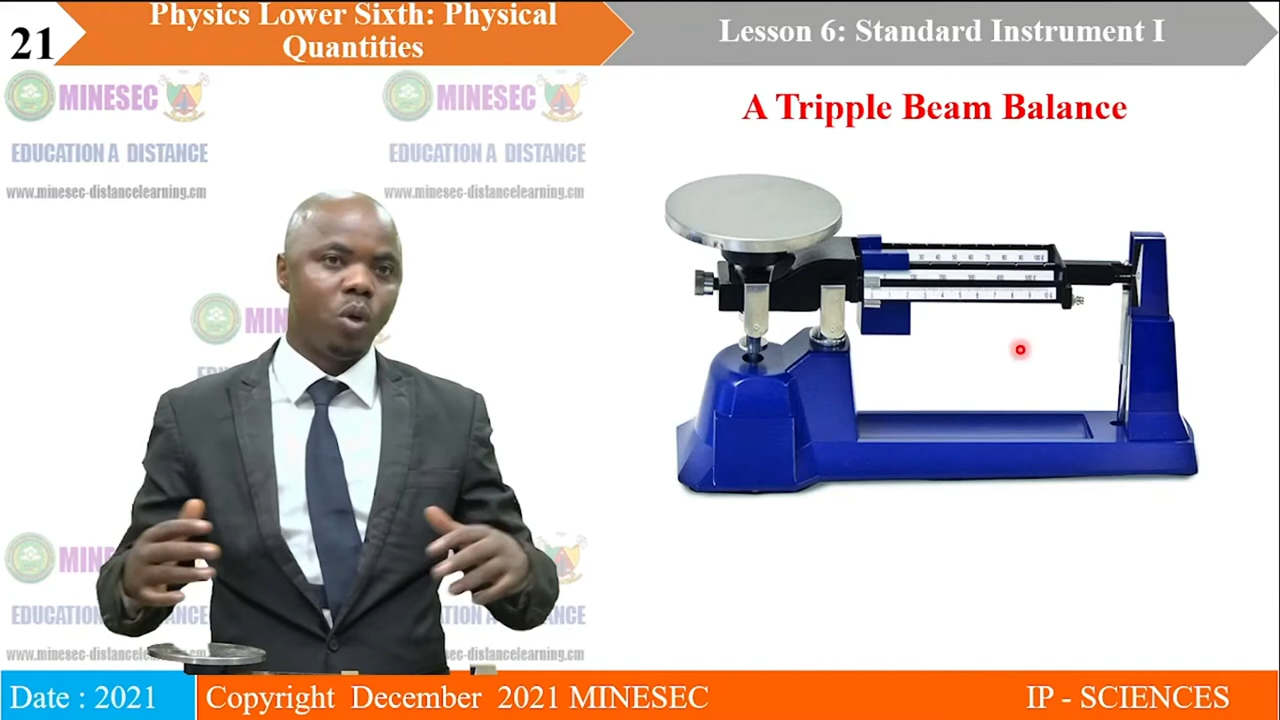 21
Physics Lower Sixth: Physical
Quantities
Lesson 6: Standard Instrument I
MINESEC
EDUCATION A DISTANCE
www.minesec-distancelearning.cm
MINESEC
EDUCATION A DISTANCE
www.minesec-distancelearning.cm
A Tripple Beam Balance
Date : 2021
Copyright December 2021 MINESEC
IP - SCIENCES